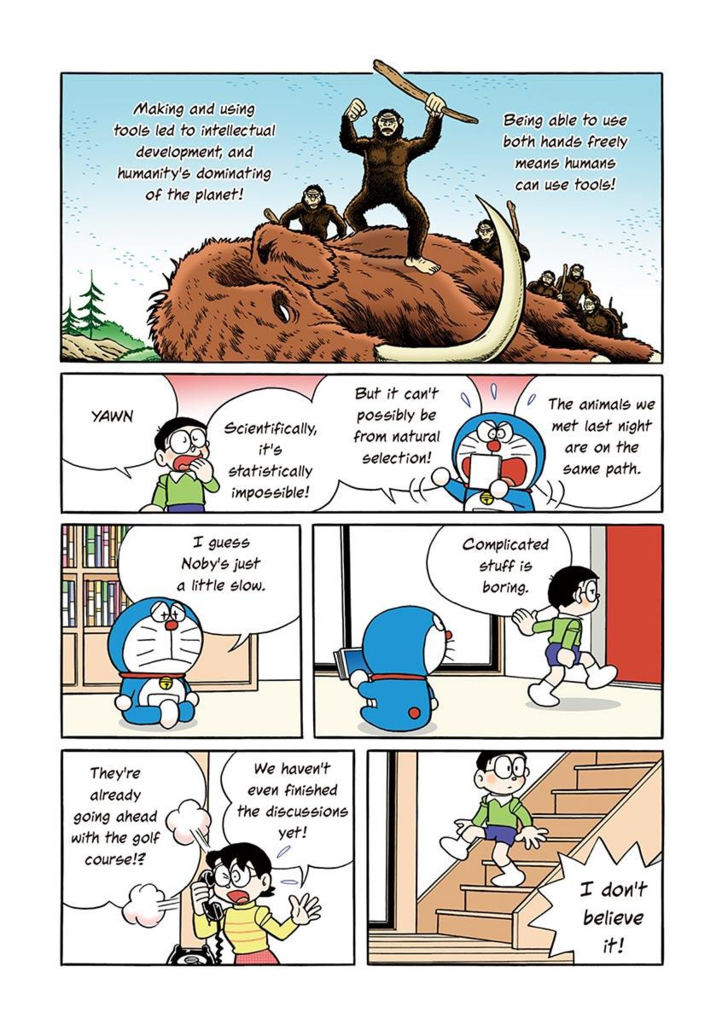 Being able to use
both hands freely
means humans
can use tools!
Making and using
tools led to intellectual
development, and
humanity's dominating
of the planet!
The animals we
met last night
are on the
same path.
But it can't
possibly be
from natural
selection!
Scientifically,
it's
statistically
impossible!
YAWN
Complicated
stuff is
boring.
I guess
Noby's just
a little slow.
I don't
believe
it!
We haven't
even finished
the discussions
yet!
They're
already
going ahead
with the golf
course!?